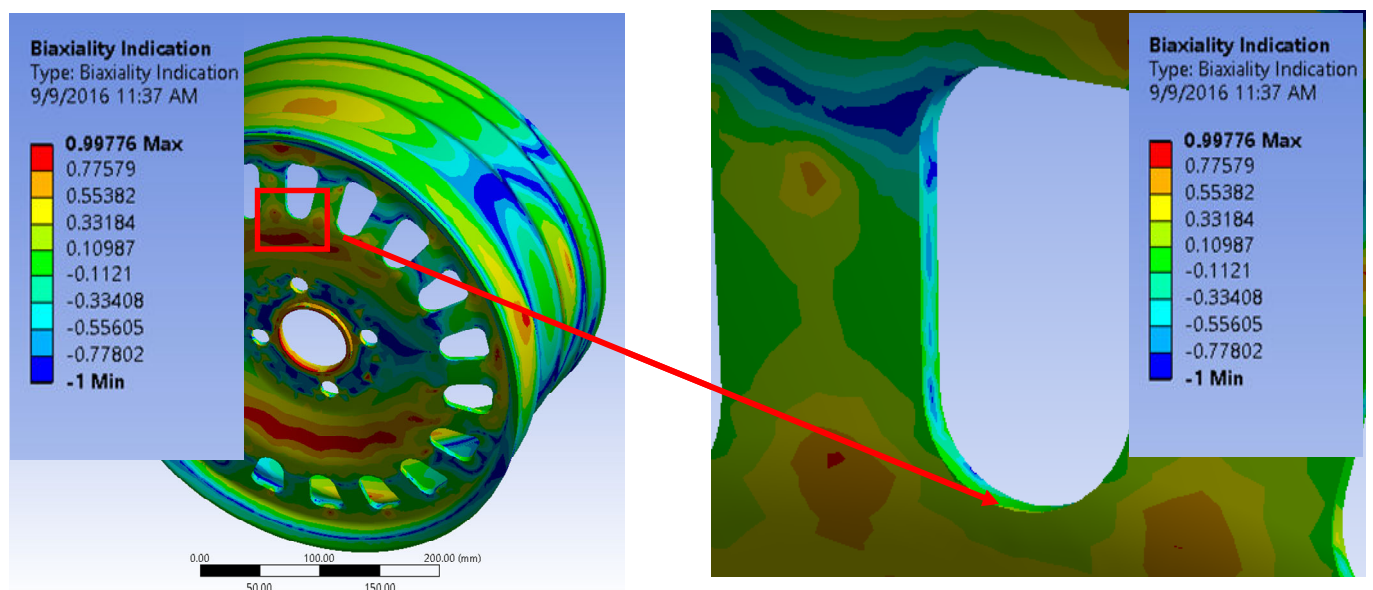 Biaxiality Indication
Type: Biaxiality Indication
9/9/2016 11:37 AM
0.99776 Max
0.77579
0.55382
0.33184
0.10987
-0.1121
-0.33408
-0.55605
-0.77802
-1 Min
0.00
100.00
200.00 (mm)
50.00
150.00
Biaxiality Indication
Type: Biaxiality Indication
9/9/2016 11:37 AM
0.99776 Max
0.77579
0.55382
0.33184
0.10987
-0.1121
-0.33408
-0.55605
-0.77802
-1 Min